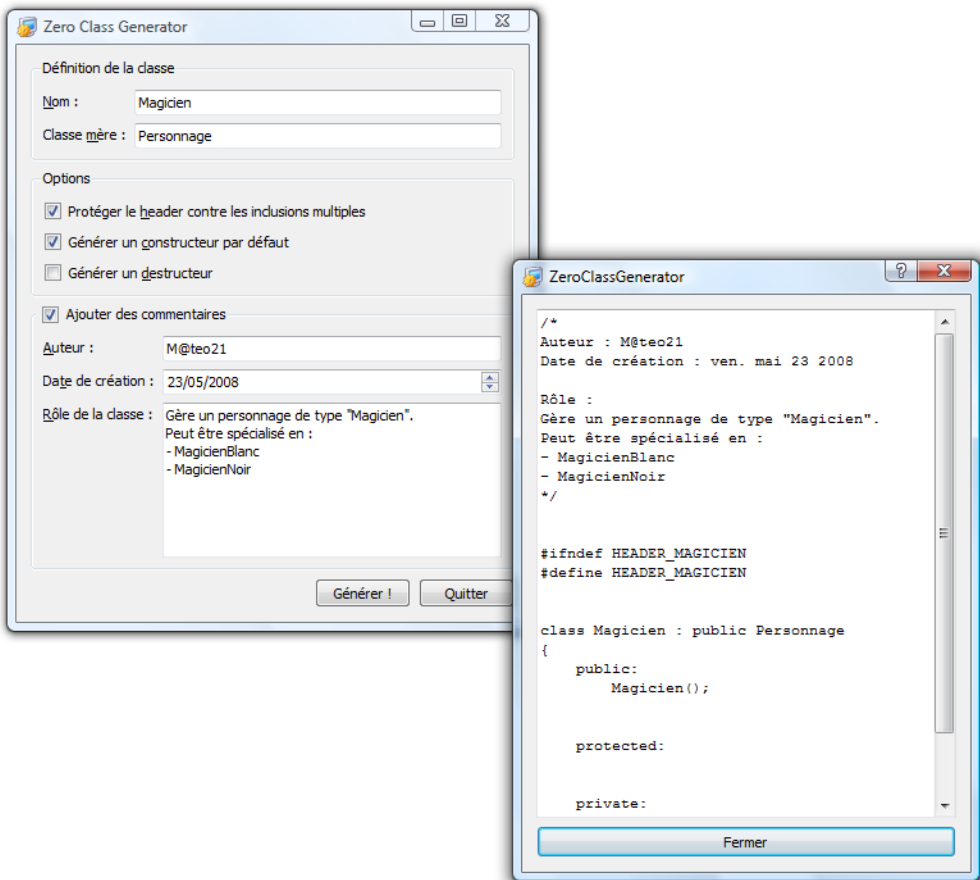 Zero Class Generator
Définition de la classe
Nom : Magicien
Classe mère : Personnage
Options
Protéger le header contre les inclusions multiples
Générer un constructeur par défaut
Générer un destructeur
Ajouter des commentaires
Auteur : M@teo21
Date de création : 23/05/2008
Rôle de la classe : Gère un personnage de type "Magicien".
Peut être spécialisé en :
- MagicienBlanc
- MagicienNoir
Générer ! Quitter
ZeroClassGenerator
/*
Auteur : M@teo21
Date de création : ven. mai 23 2008
Rôle :
Gère un personnage de type "Magicien".
Peut être spécialisé en :
- MagicienBlanc
- MagicienNoir
*/
#ifndef HEADER_MAGICIEN
#define HEADER_MAGICIEN
class Magicien : public Personnage
{
public:
Magicien();
protected:
private:
Fermer